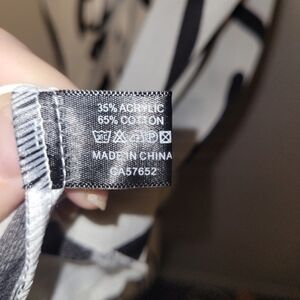 35% ACRYLIC
65% COTTON
MADE IN CHINA
CA57652